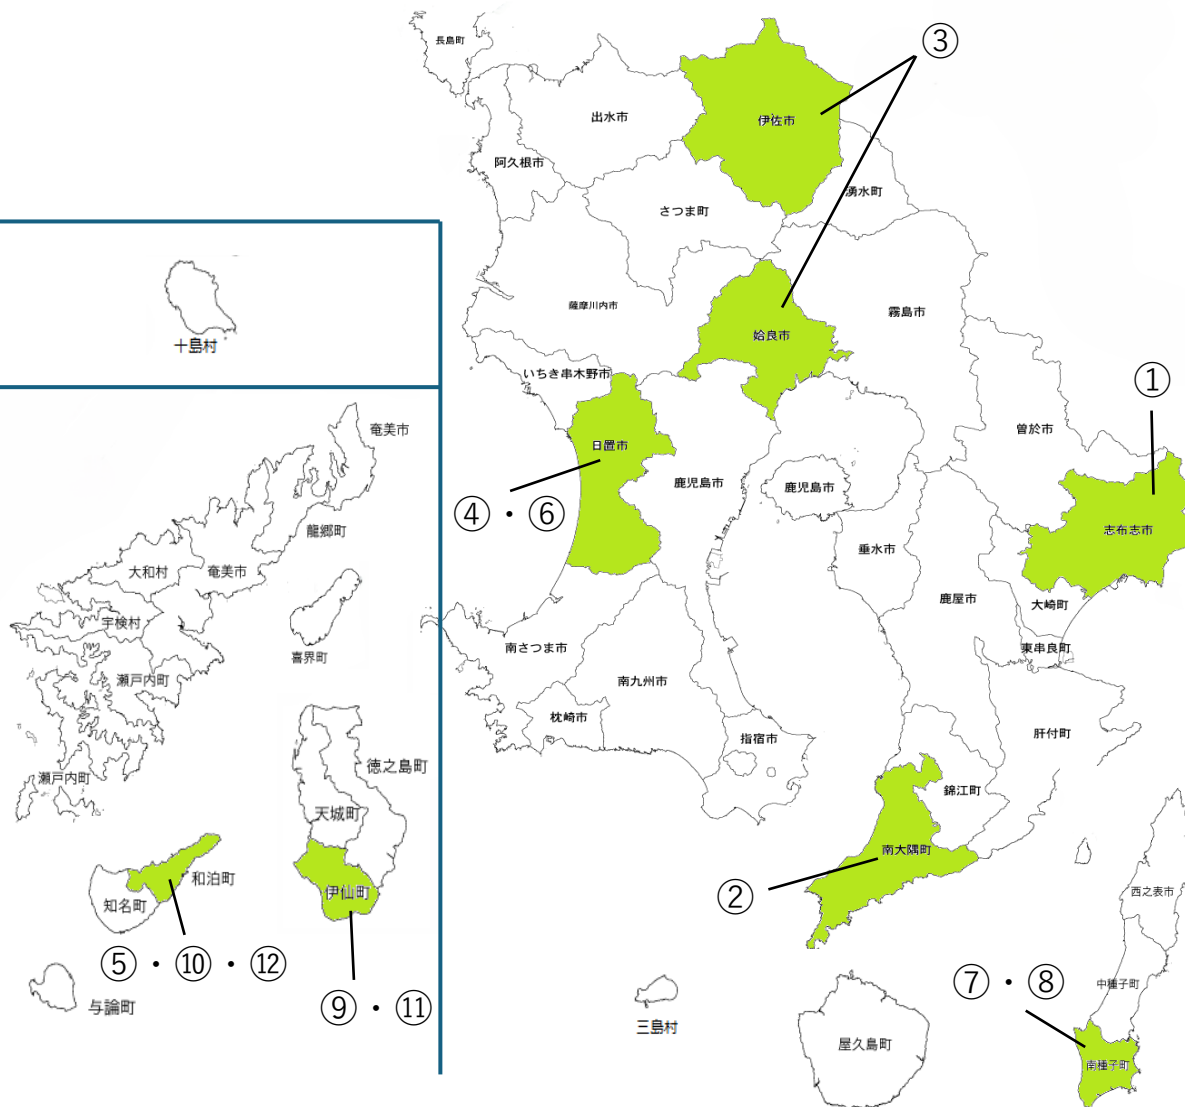 長島町
③
出水市
伊佐市
阿久根市
湧水町
さつま町
薩摩川内市
霧島市
姶良市
十島村
いちき串木野市
①
日置市
曽於市
鹿児島市
鹿児島市
④・⑥
志布志市
垂水市
鹿屋市
大崎町
東串良町
南さつま市
南九州市
枕崎市
指宿市
肝付町
錦江町
南大隅町
②
西之表市
中種子町
⑦・⑧
南種子町
三島村
屋久島町
奄美市
龍郷町
大和村
奄美市
宇検村
喜界町
瀬戸内町
瀬戸内町
徳之島町
天城町
伊仙町
和泊町
知名町
⑤・⑩・⑫
⑨・⑪
与論町